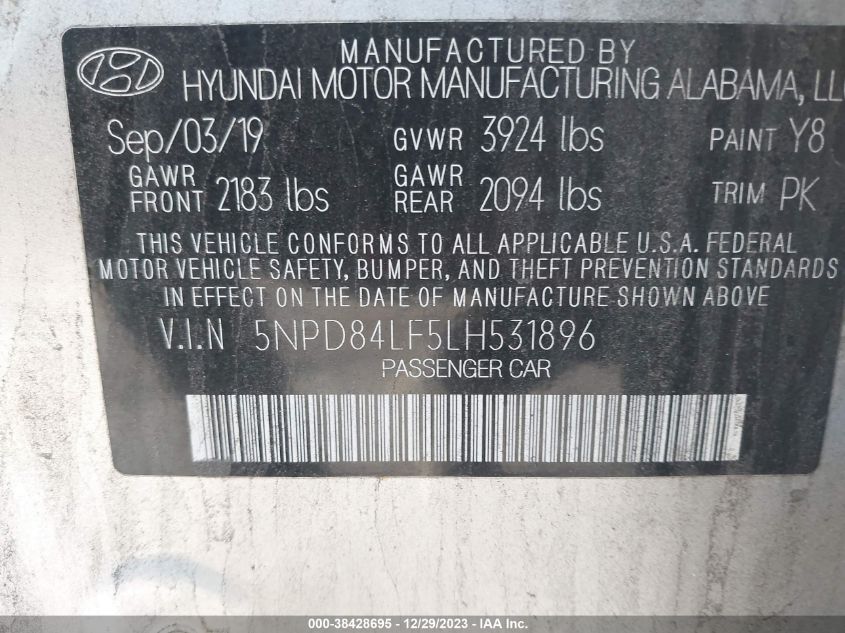 MANUFACTURED BY
HYUNDAI MOTOR MANUFACTURING ALABAMA, LLC
Sep/03/19 GVWR 3924 lbs PAINT Y8
GAWR FRONT 2183 lbs GAWR REAR 2094 lbs TRIM PK
THIS VEHICLE CONFORMS TO ALL APPLICABLE U.S.A. FEDERAL
MOTOR VEHICLE SAFETY, BUMPER, AND THEFT PREVENTION STANDARDS
IN EFFECT ON THE DATE OF MANUFACTURE SHOWN ABOVE
V.I.N 5NPD84LF5LH531896
PASSENGER CAR
000-38428695 - 12/29/2023 - IAAI.COM